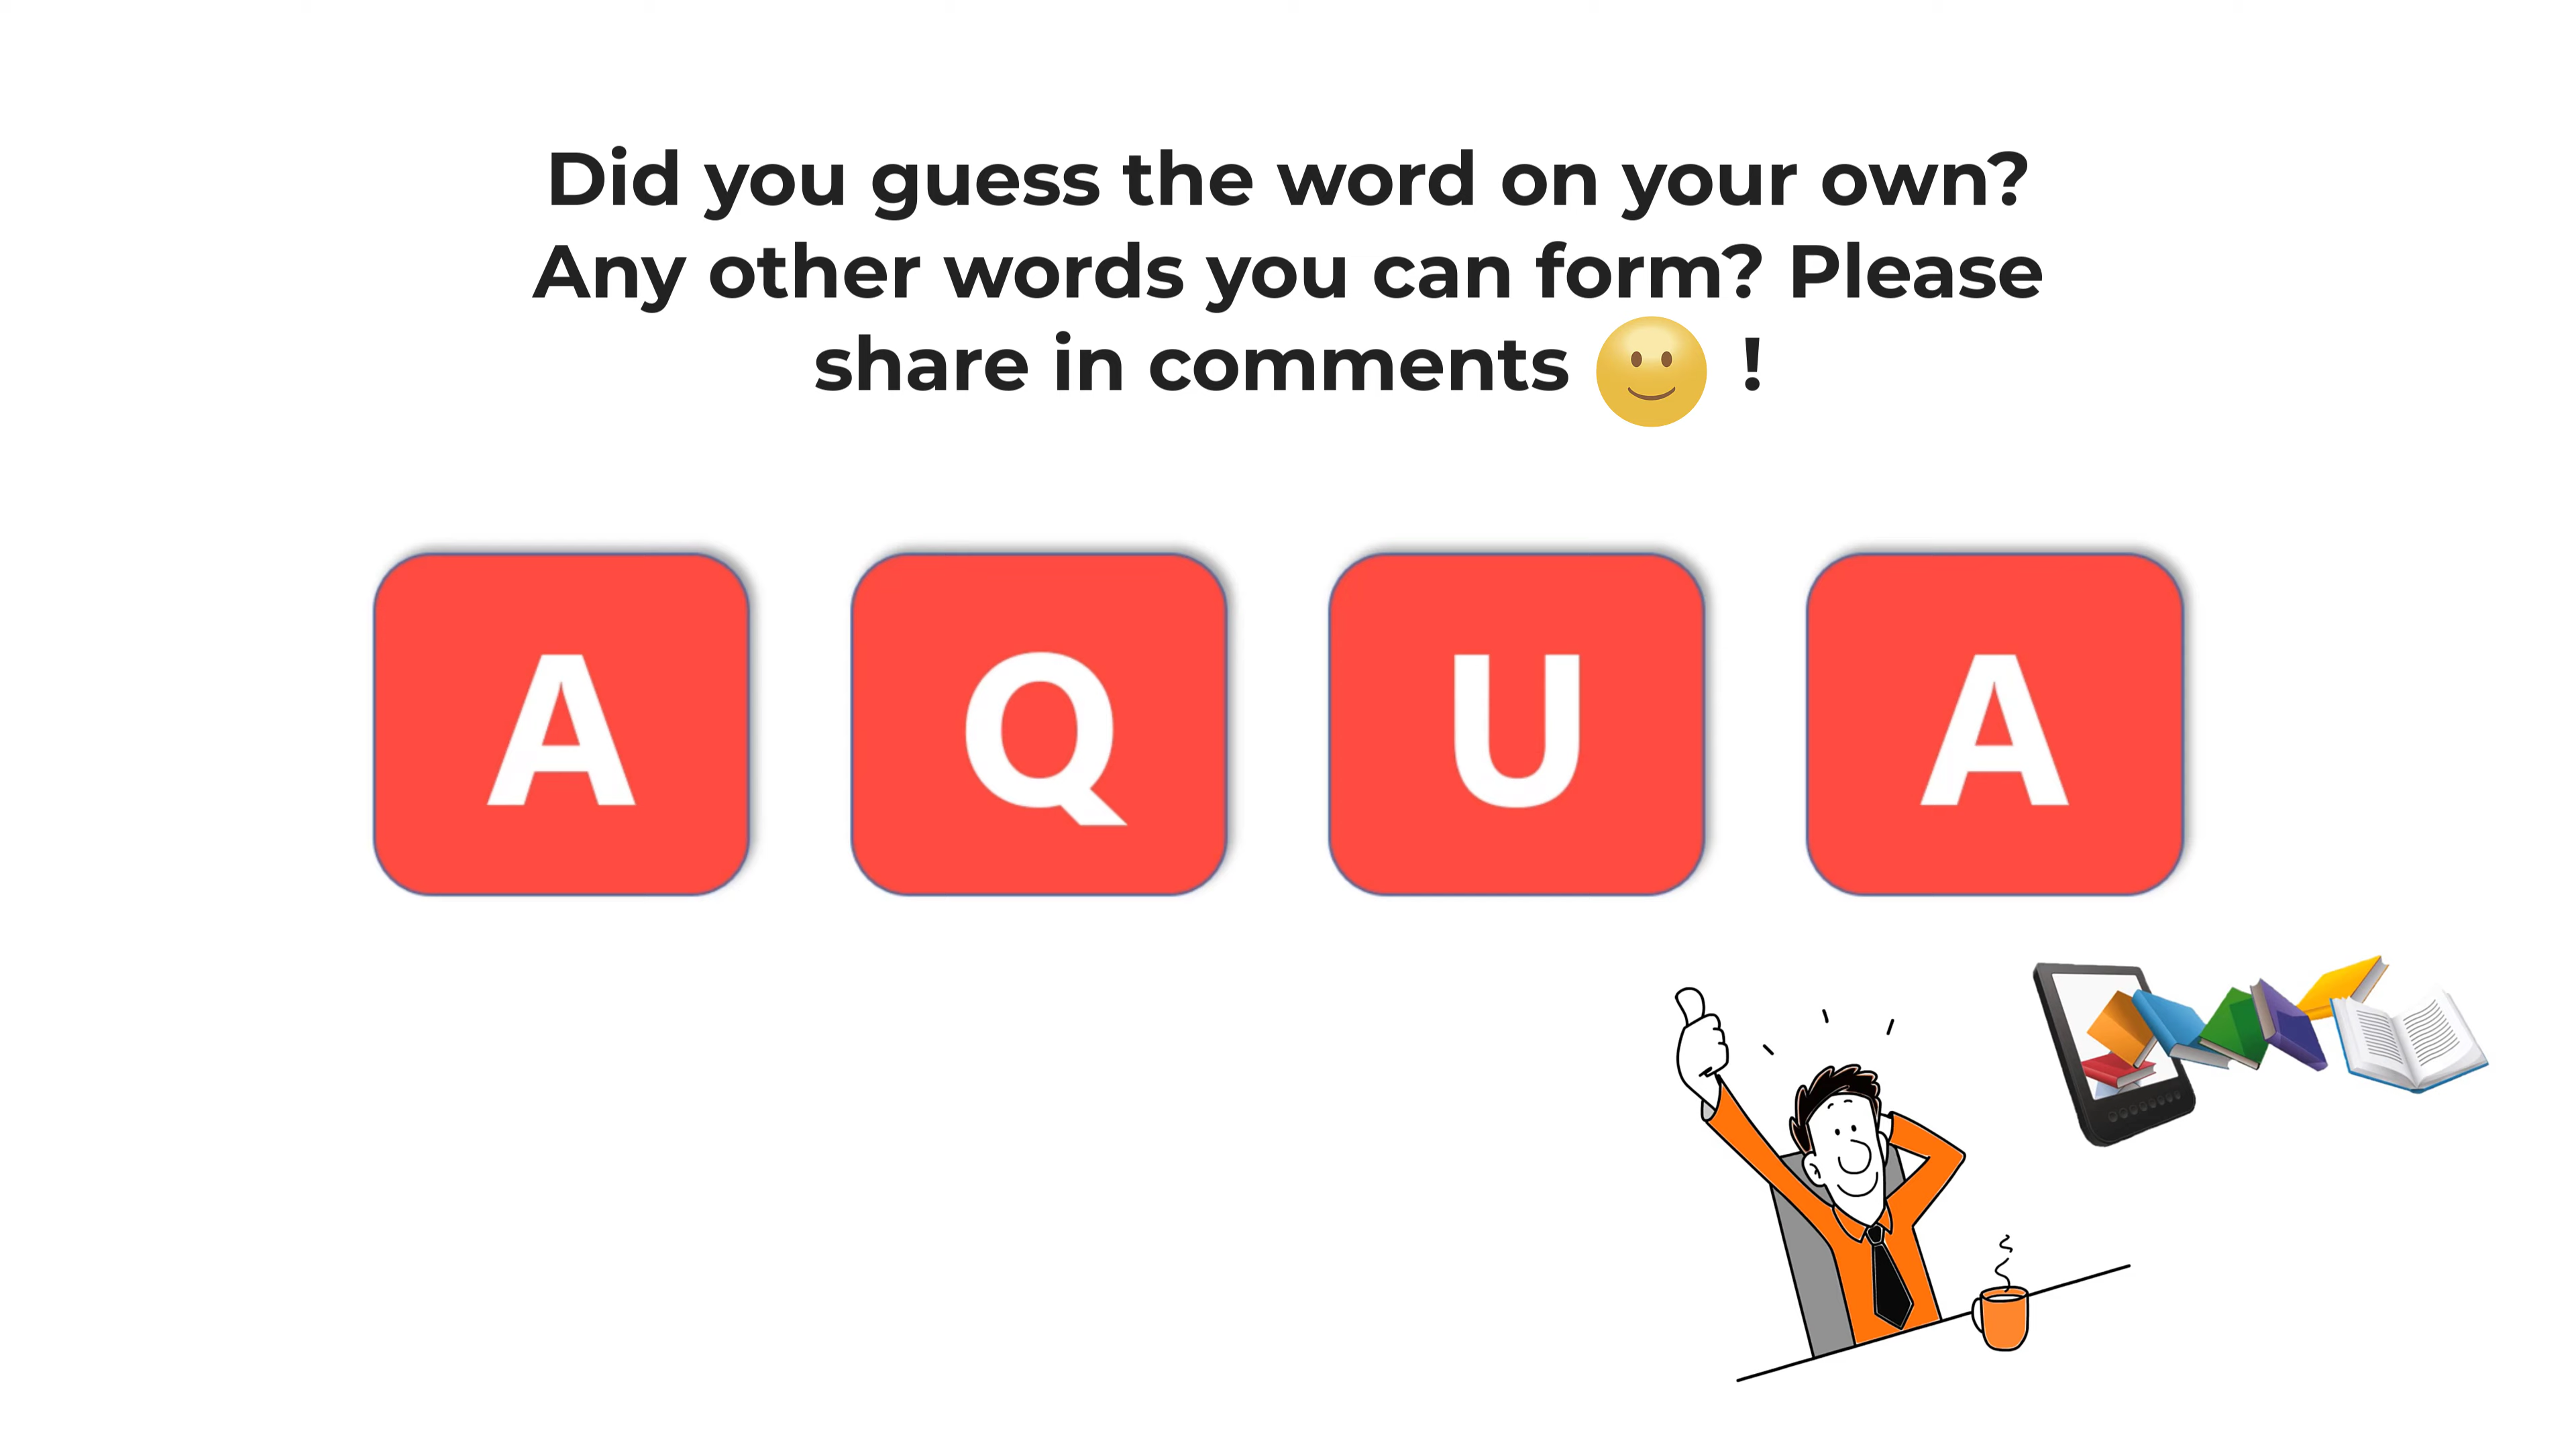 Did you guess the word on your own?
Any other words you can form? Please
share in comments 🙂 !
A Q U A